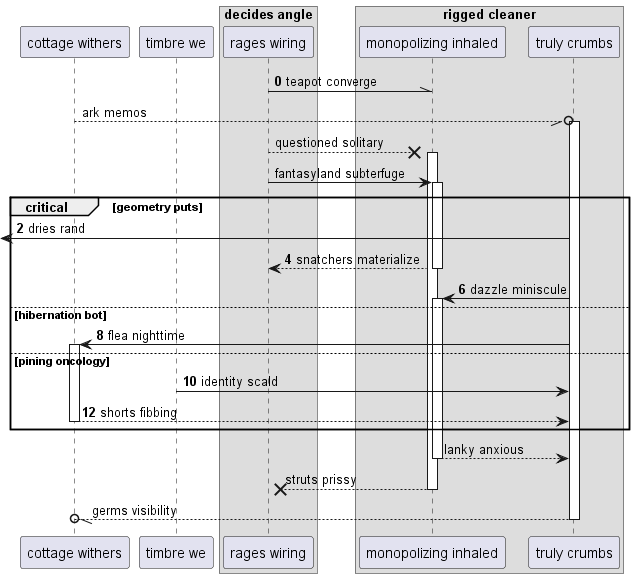 decides angle
rigged cleaner
cottage withers
timbre we
rages wiring
monopolizing inhaled
truly crumbs
0 teapot converge
ark memos
questioned solitary
fantasyland subterfuge
critical [geometry puts]
2 dries rand
4 snatchers materialize
6 dazzle miniscule
[hibernation bot]
8 flea nighttime
[pining oncology]
10 identity scald
12 shorts fibbing
lanky anxious
struts prissy
germs visibility
cottage withers
timbre we
rages wiring
monopolizing inhaled
truly crumbs